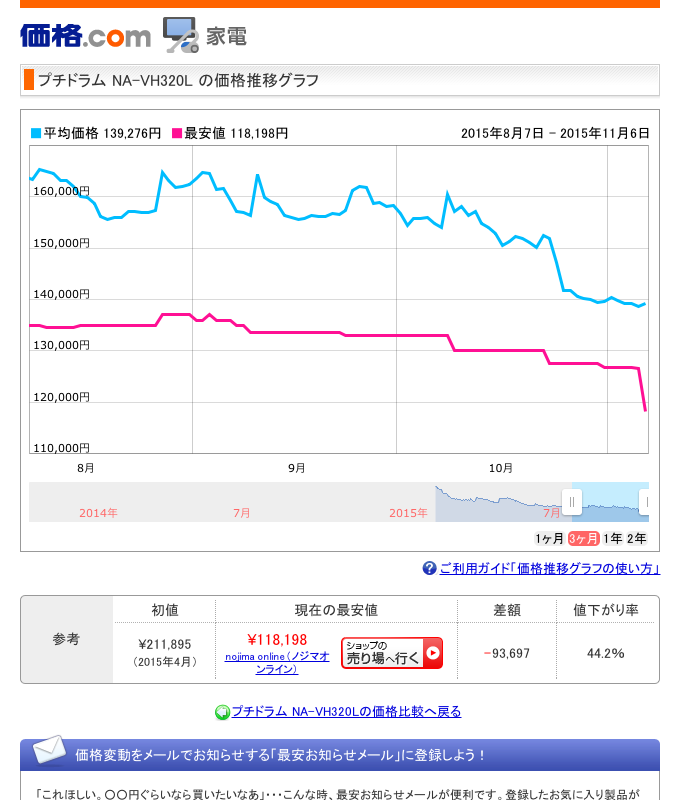 価格.com 家電
プチドラム NA-VH320L の価格推移グラフ
平均価格 139,276円 最安値 118,198円 2015年8月7日 - 2015年11月6日
160,000円
150,000円
140,000円
130,000円
120,000円
110,000円
8月 9月 10月
2014年 7月 2015年 7月
1ヶ月 3ヶ月 1年 2年
ご利用ガイド「価格推移グラフの使い方」
参考 初値 現在の最安値 差額 値下がり率
¥211,895
(2015年4月)
¥118,198
nojima online(ノジマオ
ンライン)
ショップの
売り場へ行く
-93,697 44.2%
プチドラム NA-VH320Lの価格比較へ戻る
価格変動をメールでお知らせする「最安お知らせメール」に登録しよう!
「これほしい。〇〇円ぐらいなら買いたいなあ」・・・こんな時、最安お知らせメールが便利です。登録したお気に入り製品が